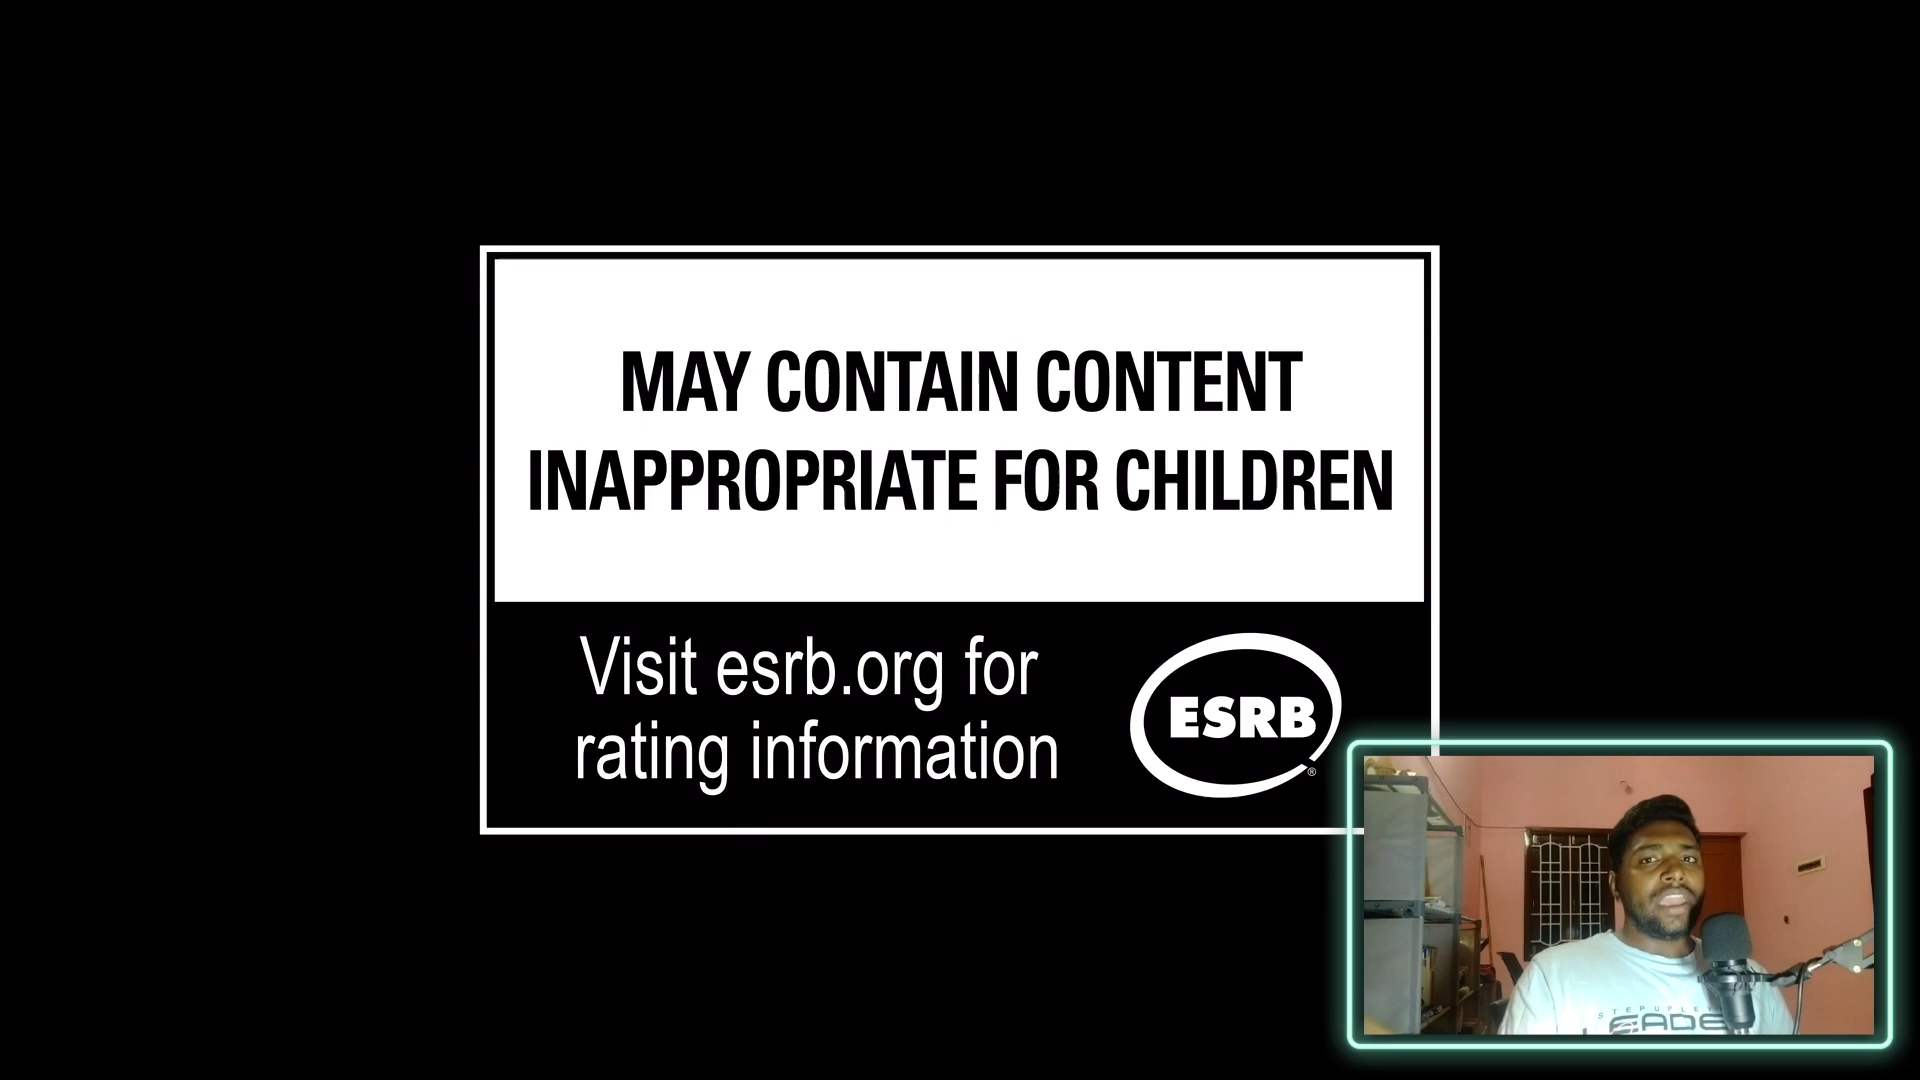 MAY CONTAIN CONTENT
INAPPROPRIATE FOR CHILDREN
Visit esrb.org for
rating information
ESRB
®